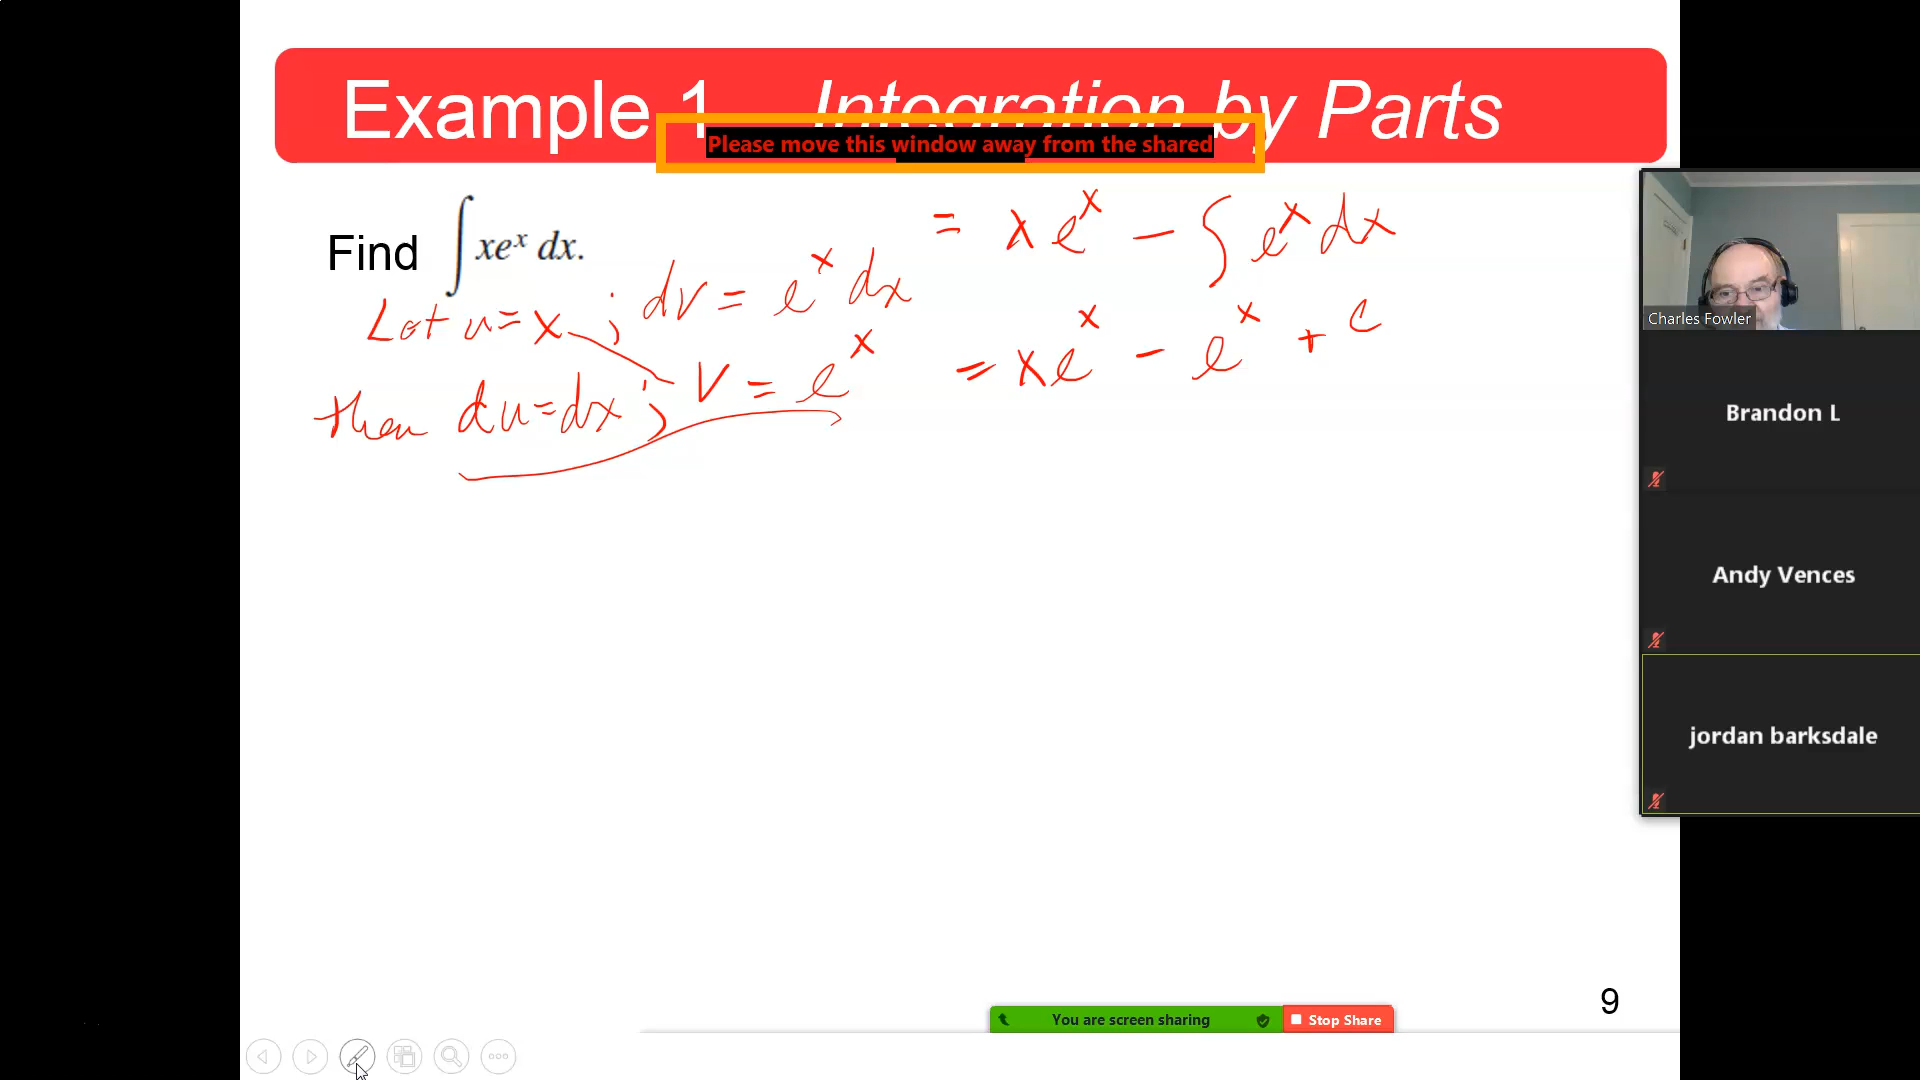 Example 1 Integration by Parts
Please move this window away from the shared
Find ∫ xeˣ dx.
= xeˣ − ∫ eˣ dx
Let u = x ; dv = eˣ dx
= xeˣ − eˣ + c
then du = dx ; v = eˣ
Charles Fowler
Brandon L
Andy Vences
jordan barksdale
9
You are screen sharing
Stop Share